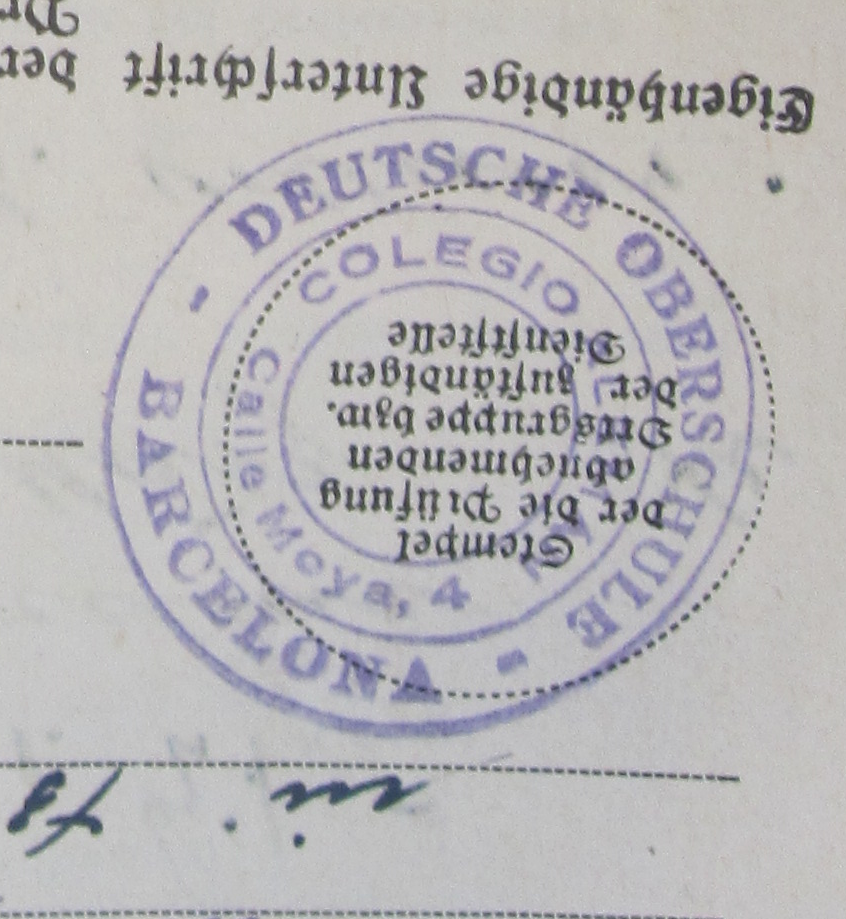 DEUTSCHE OBERSCHULE - BARCELONA -
COLEGIO ALEMAN
Calle Moya, 4
Stempel
der die Prüfung
abnehmenden
Ortsgruppe bzw.
der zuständigen
Dienststelle
Eigenhändige Unterschrift der